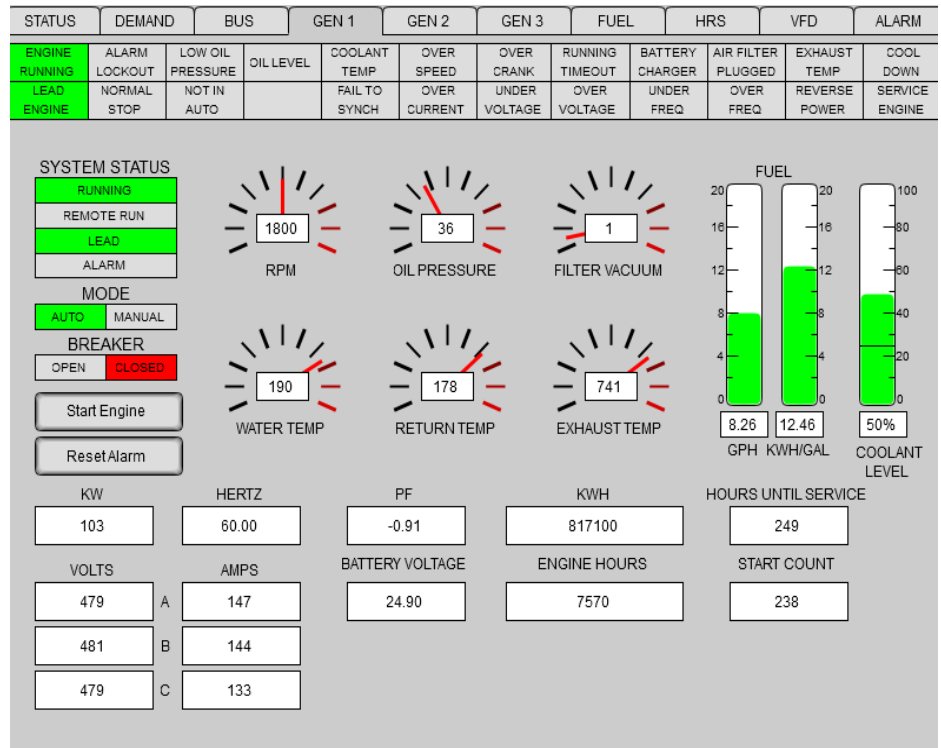 STATUS DEMAND BUS GEN 1 GEN 2 GEN 3 FUEL HRS VFD ALARM
ENGINE RUNNING ALARM LOCKOUT LOW OIL PRESSURE OIL LEVEL COOLANT TEMP OVER SPEED OVER CRANK RUNNING TIMEOUT BATTERY CHARGER AIR FILTER PLUGGED EXHAUST TEMP COOL DOWN
LEAD ENGINE NORMAL STOP NOT IN AUTO FAIL TO SYNCH OVER CURRENT UNDER VOLTAGE OVER VOLTAGE UNDER FREQ OVER FREQ REVERSE POWER SERVICE ENGINE
SYSTEM STATUS
RUNNING
REMOTE RUN
LEAD
ALARM
MODE
AUTO MANUAL
BREAKER
OPEN CLOSED
Start Engine
Reset Alarm
1800
RPM
36
OIL PRESSURE
1
FILTER VACUUM
190
WATER TEMP
178
RETURN TEMP
741
EXHAUST TEMP
FUEL
20 20 100
16 16 80
12 12 60
8 8 40
4 4 20
0 0 0
8.26 12.46 50%
GPH KWH/GAL COOLANT
LEVEL
KW HERTZ PF KWH HOURS UNTIL SERVICE
103 60.00 -0.91 817100 249
VOLTS AMPS BATTERY VOLTAGE ENGINE HOURS START COUNT
479 A 147 24.90 7570 238
481 B 144
479 C 133